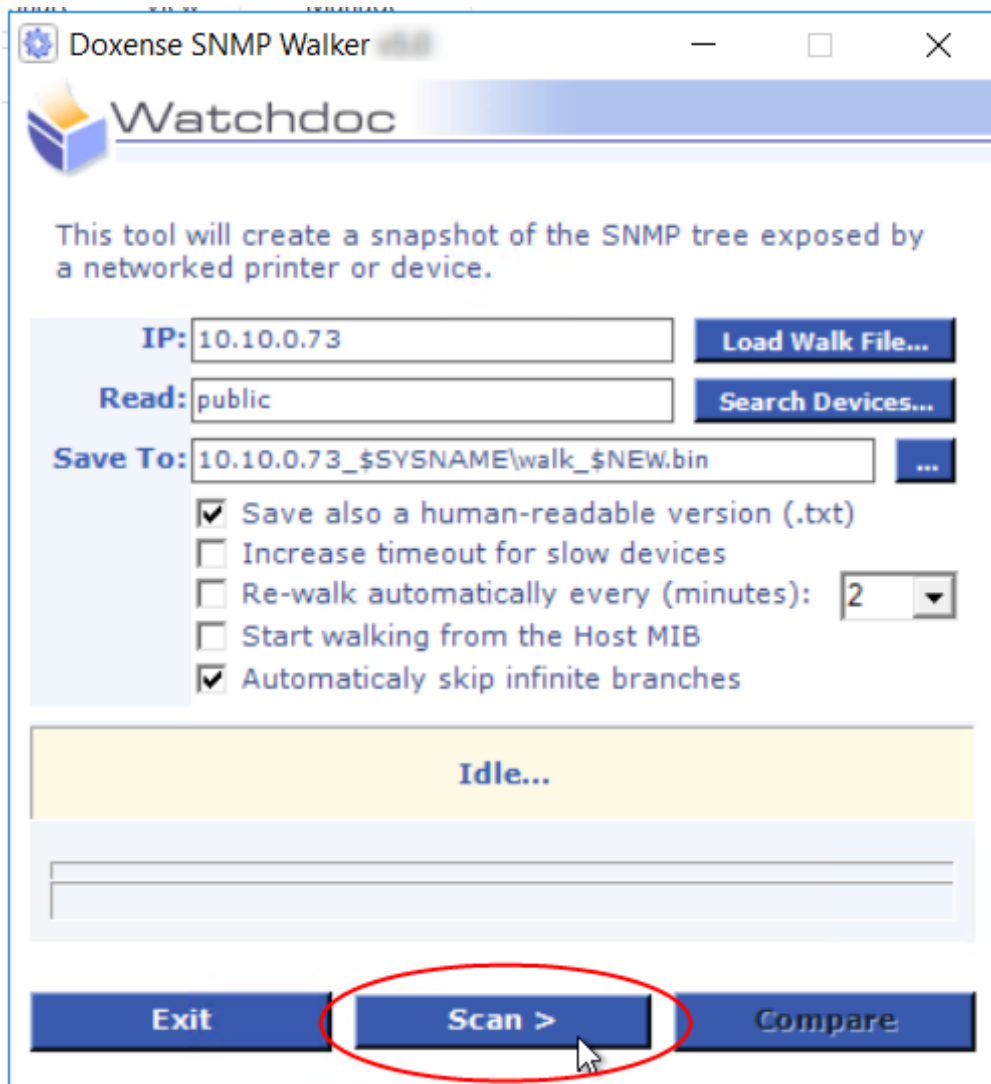 Doxense SNMP Walker
Watchdoc
This tool will create a snapshot of the SNMP tree exposed by
a networked printer or device.
IP: 10.10.0.73 Load Walk File...
Read: public Search Devices...
Save To: 10.10.0.73_$SYSNAME\walk_$NEW.bin ...
Save also a human-readable version (.txt)
Increase timeout for slow devices
Re-walk automatically every (minutes): 2
Start walking from the Host MIB
Automaticaly skip infinite branches
Idle...
Exit Scan > Compare